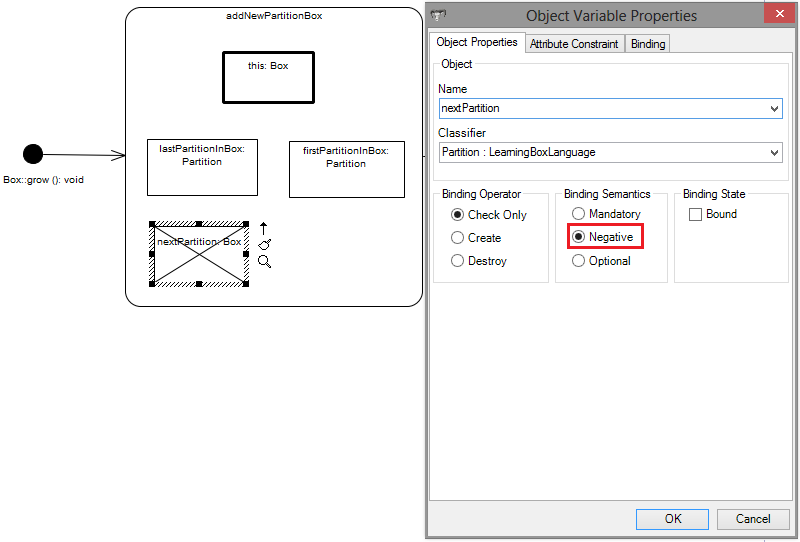 addNewPartitionBox
this: Box
lastPartitionInBox:
Partition
firstPartitionInBox:
Partition
Box::grow (): void
nextPartition: Box
Object Variable Properties
Object Properties
Attribute Constraint
Binding
Object
Name
nextPartition
Classifier
Partition : LearningBoxLanguage
Binding Operator
Check Only
Create
Destroy
Binding Semantics
Mandatory
Negative
Optional
Binding State
Bound
OK
Cancel